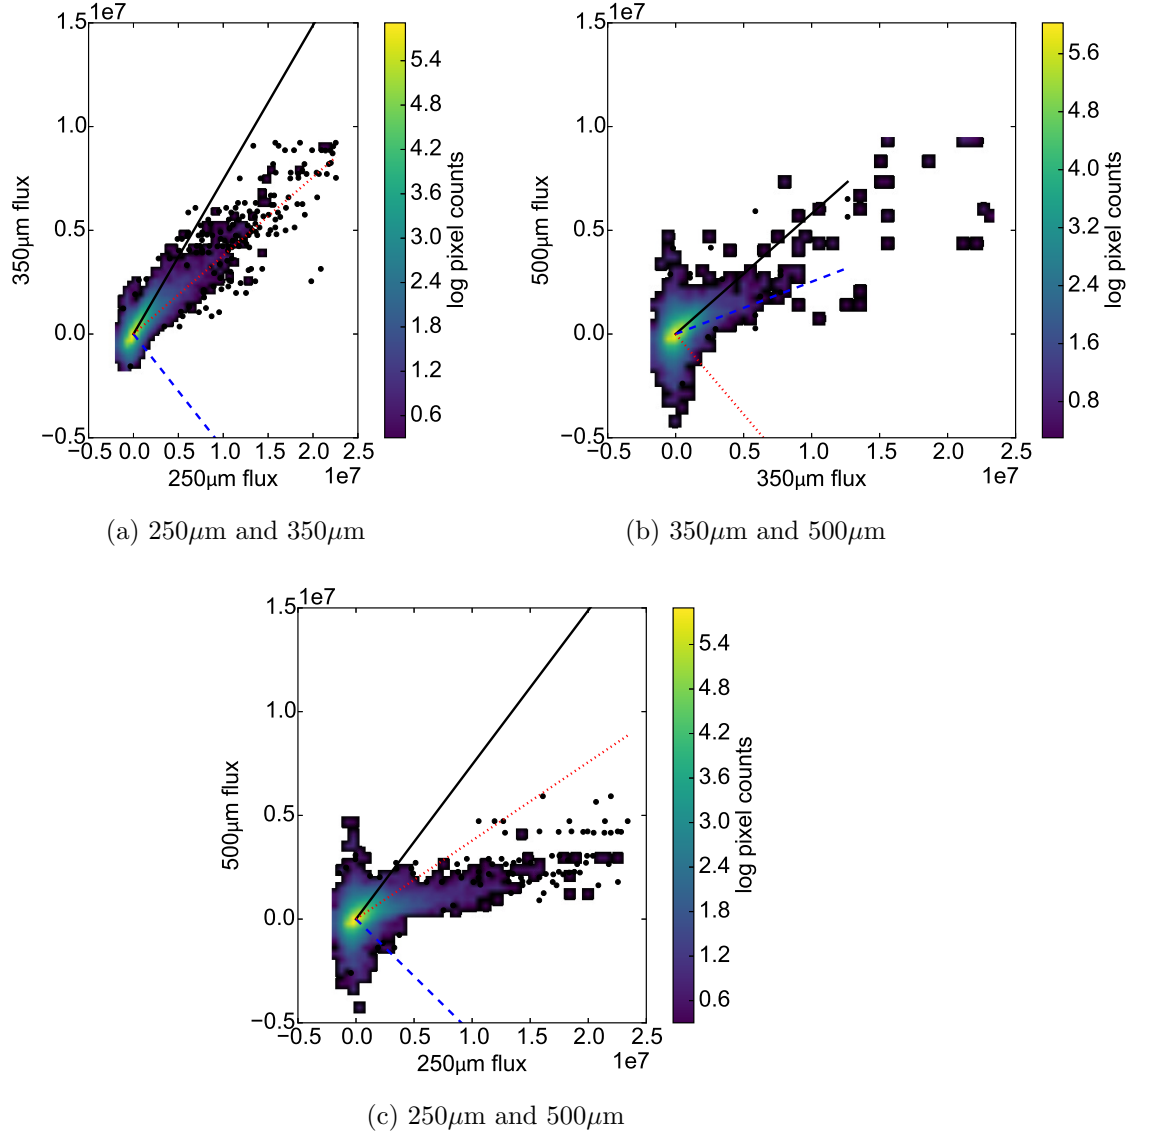 1.5 1e7
1.0
0.5
0.0
−0.5
350µm flux
−0.5 0.0 0.5 1.0 1.5 2.0 2.5
250µm flux 1e7
5.4
4.8
4.2
3.6
3.0
2.4
1.8
1.2
0.6
log pixel counts
(a) 250µm and 350µm
1.5 1e7
1.0
0.5
0.0
−0.5
500µm flux
−0.5 0.0 0.5 1.0 1.5 2.0 2.5
350µm flux 1e7
5.6
4.8
4.0
3.2
2.4
1.6
0.8
log pixel counts
(b) 350µm and 500µm
1.5 1e7
1.0
0.5
0.0
−0.5
500µm flux
−0.5 0.0 0.5 1.0 1.5 2.0 2.5
250µm flux 1e7
5.4
4.8
4.2
3.6
3.0
2.4
1.8
1.2
0.6
log pixel counts
(c) 250µm and 500µm